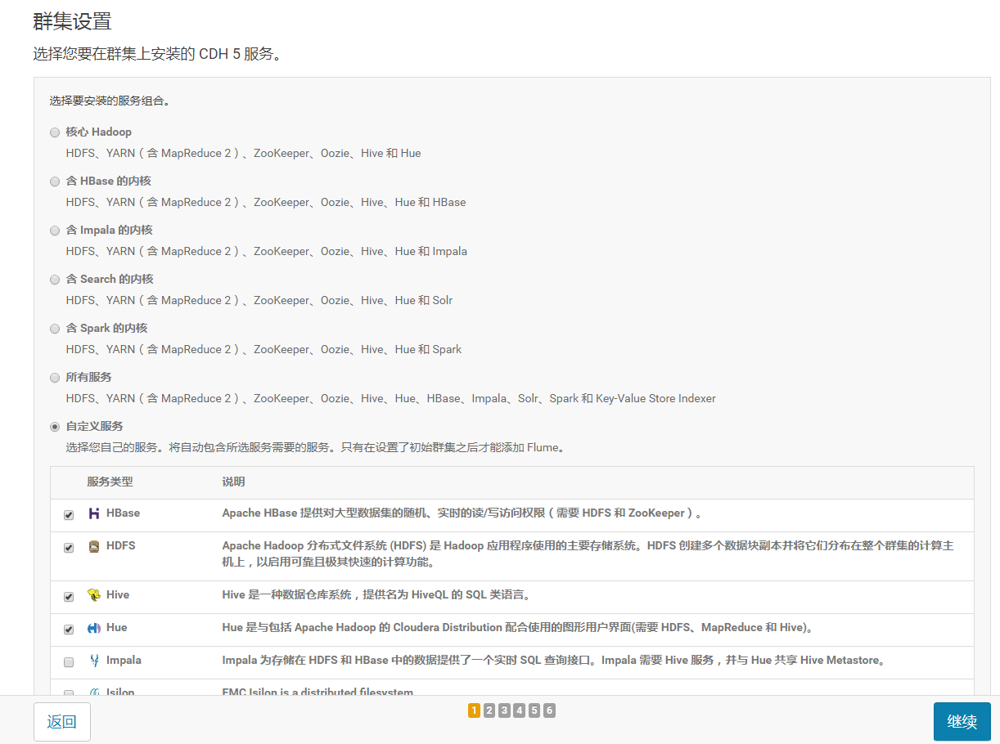 群集设置
选择您要在群集上安装的 CDH 5 服务。
选择要安装的服务组合。
核心 Hadoop
HDFS、YARN（含 MapReduce 2）、ZooKeeper、Oozie、Hive 和 Hue
含 HBase 的内核
HDFS、YARN（含 MapReduce 2）、ZooKeeper、Oozie、Hive、Hue 和 HBase
含 Impala 的内核
HDFS、YARN（含 MapReduce 2）、ZooKeeper、Oozie、Hive、Hue 和 Impala
含 Search 的内核
HDFS、YARN（含 MapReduce 2）、ZooKeeper、Oozie、Hive、Hue 和 Solr
含 Spark 的内核
HDFS、YARN（含 MapReduce 2）、ZooKeeper、Oozie、Hive、Hue 和 Spark
所有服务
HDFS、YARN（含 MapReduce 2）、ZooKeeper、Oozie、Hive、Hue、HBase、Impala、Solr、Spark 和 Key-Value Store Indexer
自定义服务
选择您自己的服务。将自动包含所选服务需要的服务。只有在设置了初始群集之后才能添加 Flume。
服务类型 说明
HBase Apache HBase 提供对大型数据集的随机、实时的读/写访问权限（需要 HDFS 和 ZooKeeper）。
HDFS Apache Hadoop 分布式文件系统 (HDFS) 是 Hadoop 应用程序使用的主要存储系统。HDFS 创建多个数据块副本并将它们分布在整个群集的计算主
机上，以启用可靠且极其快速的计算功能。
Hive Hive 是一种数据仓库系统，提供名为 HiveQL 的 SQL 类语言。
Hue Hue 是与包括 Apache Hadoop 的 Cloudera Distribution 配合使用的图形用户界面(需要 HDFS、MapReduce 和 Hive)。
Impala Impala 为存储在 HDFS 和 HBase 中的数据提供了一个实时 SQL 查询接口。Impala 需要 Hive 服务，并与 Hue 共享 Hive Metastore。
Isilon EMC Isilon is a distributed filesystem
返回 1 2 3 4 5 6 继续